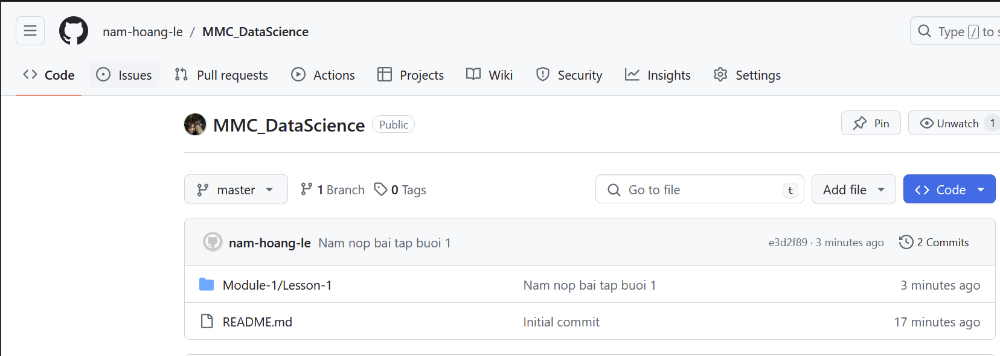 nam-hoang-le / MMC_DataScience
Type / to s
Code Issues Pull requests Actions Projects Wiki Security Insights Settings
MMC_DataScience Public
Pin Unwatch 1
master 1 Branch 0 Tags Go to file t Add file Code
nam-hoang-le Nam nop bai tap buoi 1 e3d2f89 · 3 minutes ago 2 Commits
Module-1/Lesson-1 Nam nop bai tap buoi 1 3 minutes ago
README.md Initial commit 17 minutes ago